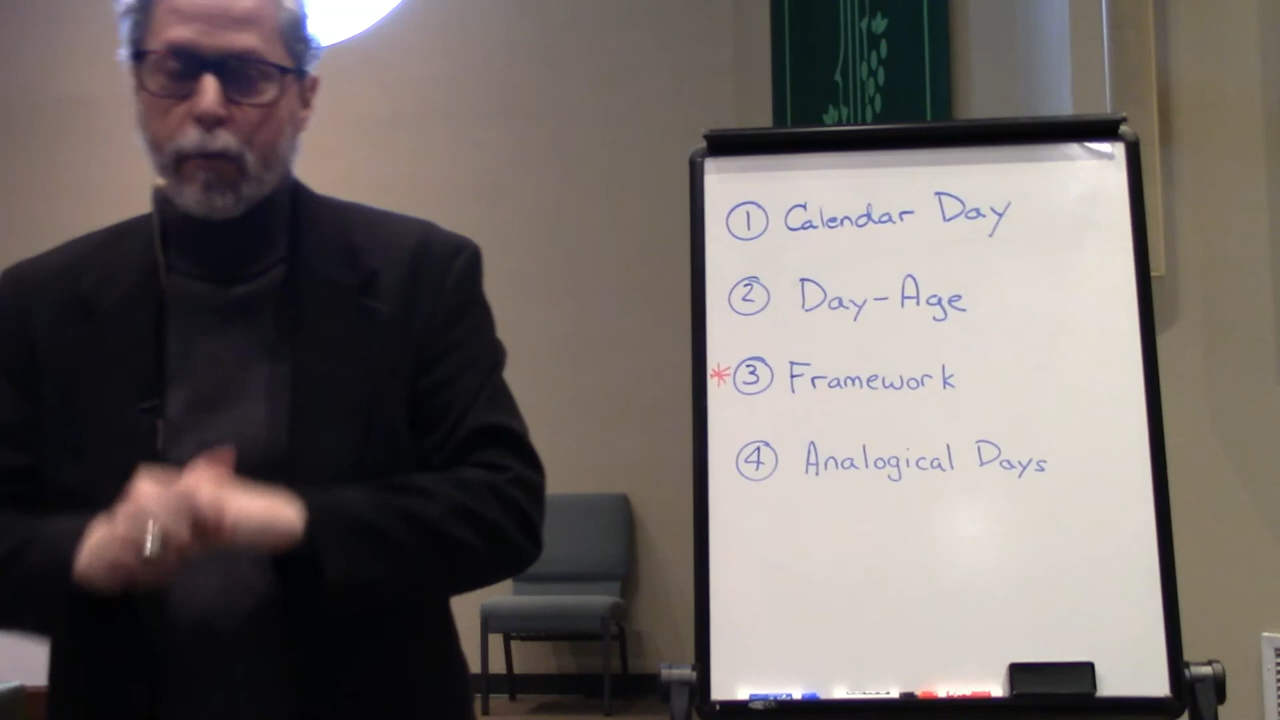 ① Calendar Day
② Day-Age
*③ Framework
④ Analogical Days